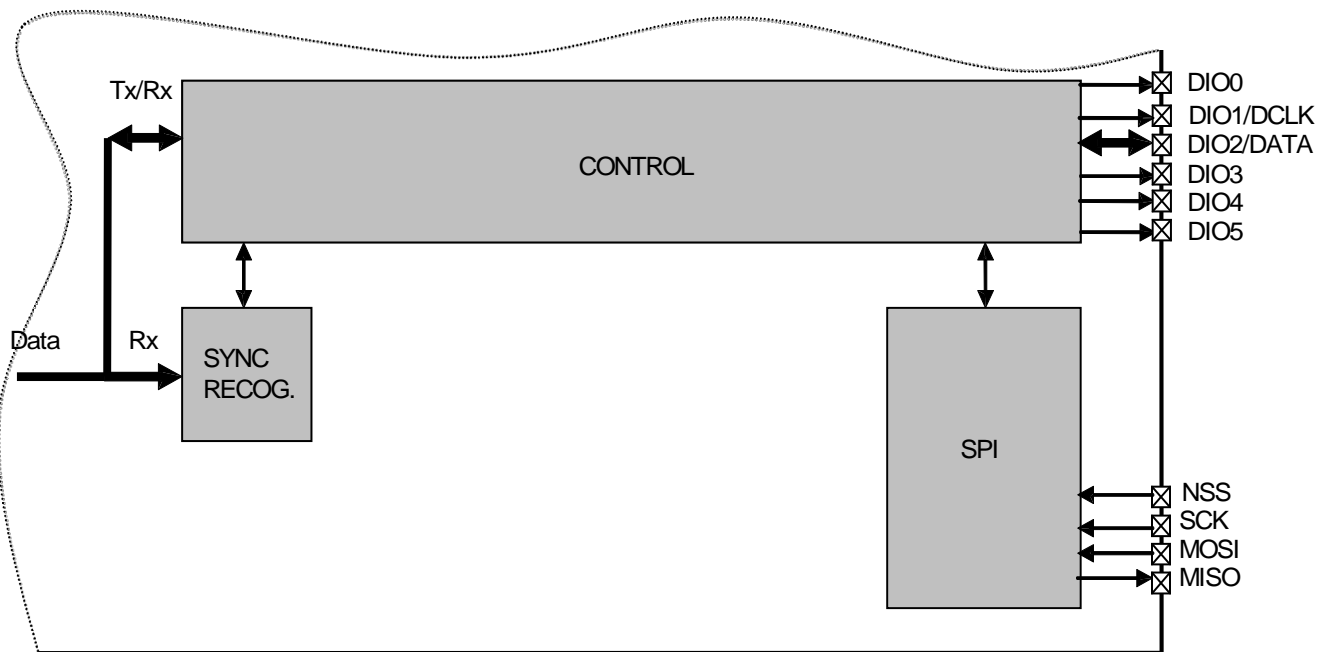 Tx/Rx
CONTROL
DIO0
DIO1/DCLK
DIO2/DATA
DIO3
DIO4
DIO5
Data
Rx
SYNC
RECOG.
SPI
NSS
SCK
MOSI
MISO